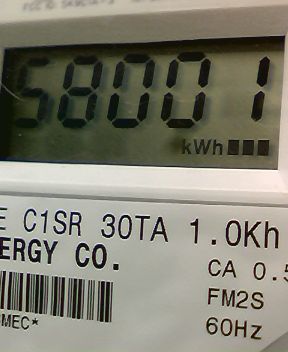 58001
kWh
E C1SR 30TA 1.0Kh
ERGY CO.
CA 0.5
FM2S
MEC*
60Hz